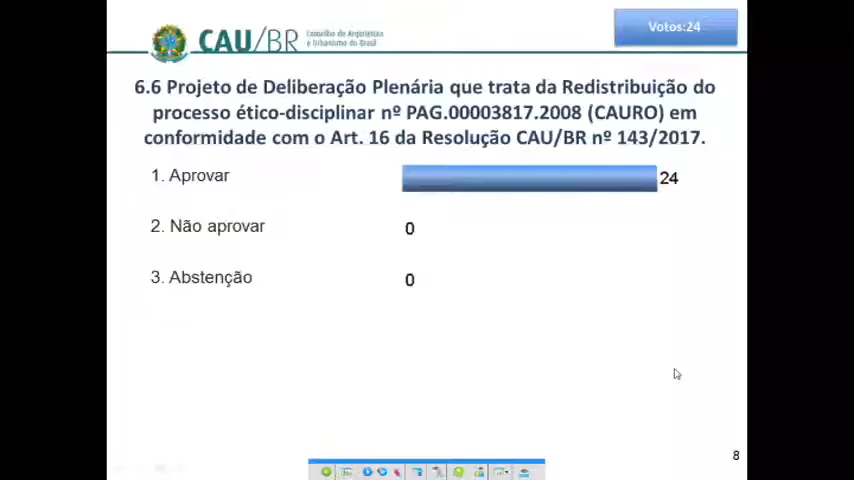 Votos:24
CAU/BR
Conselho de Arquitetura
e Urbanismo do Brasil
6.6 Projeto de Deliberação Plenária que trata da Redistribuição do
processo ético-disciplinar nº PAG.00003817.2008 (CAURO) em
conformidade com o Art. 16 da Resolução CAU/BR nº 143/2017.
1. Aprovar 24
2. Não aprovar 0
3. Abstenção 0
8